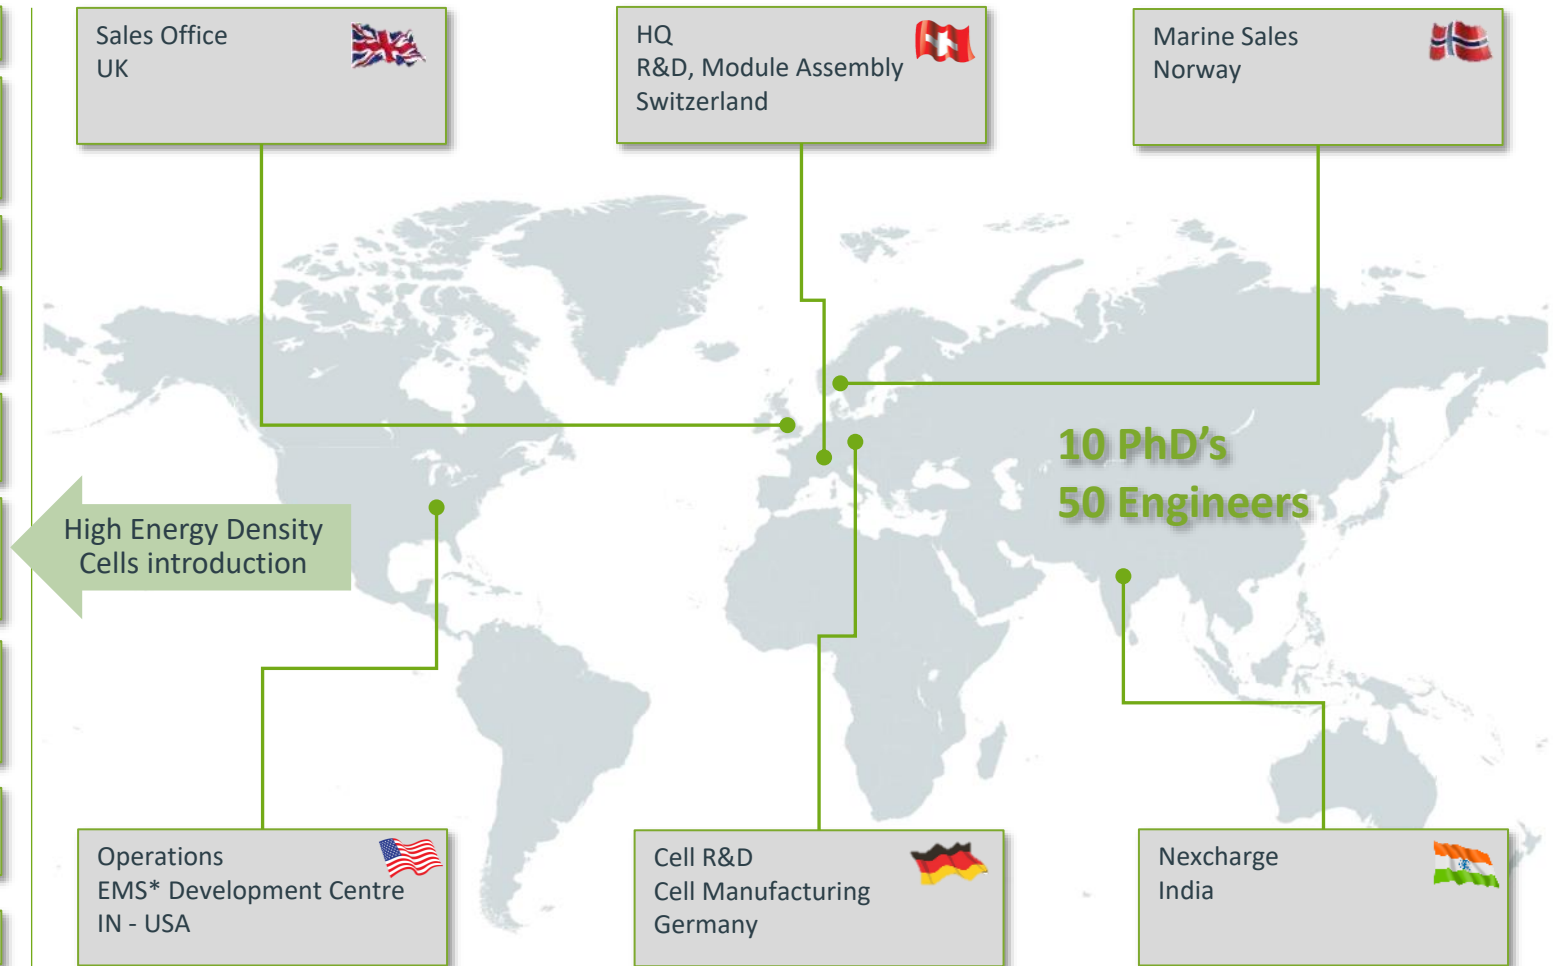 Sales Office
UK
HQ
R&D, Module Assembly
Switzerland
Marine Sales
Norway
10 PhD's
50 Engineers
High Energy Density
Cells introduction
Operations
EMS* Development Centre
IN - USA
Cell R&D
Cell Manufacturing
Germany
Nexcharge
India